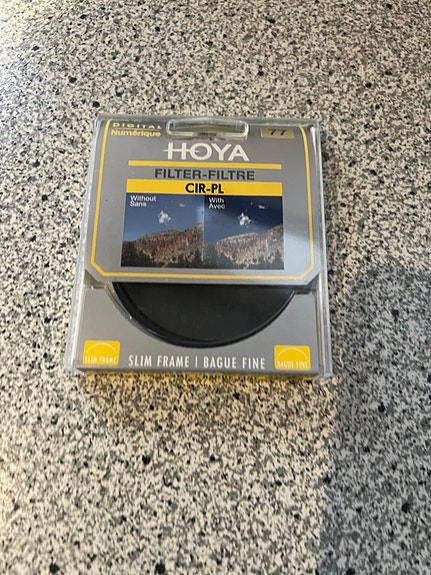 DIGITAL
Numérique
77
HOYA
FILTER-FILTRE
CIR-PL
Without
Sans
With
Avec
SLIM FRAME
SLIM FRAME | BAGUE FINE
BAGUE FINE